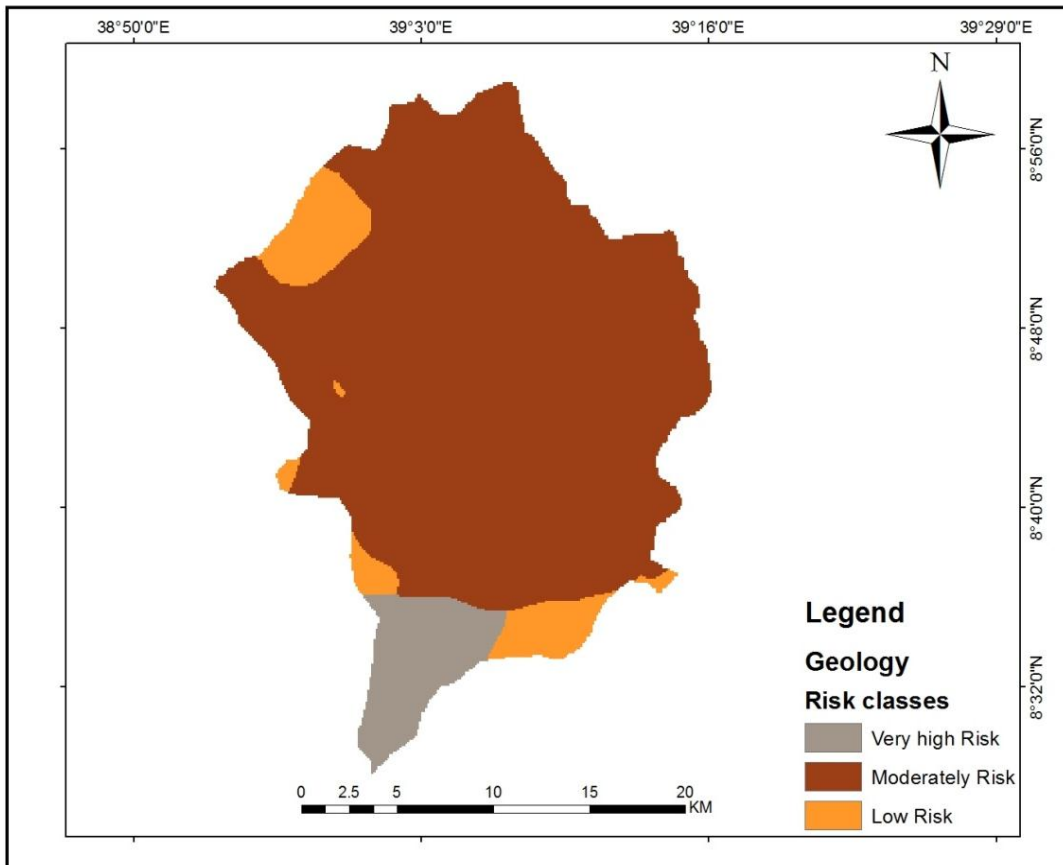 38°50'0"E
39°3'0"E
39°16'0"E
39°29'0"E
N
8°56'0"N
8°48'0"N
8°40'0"N
8°32'0"N
Legend
Geology
Risk classes
Very high Risk
Moderately Risk
Low Risk
0 2.5 5 10 15 20
KM